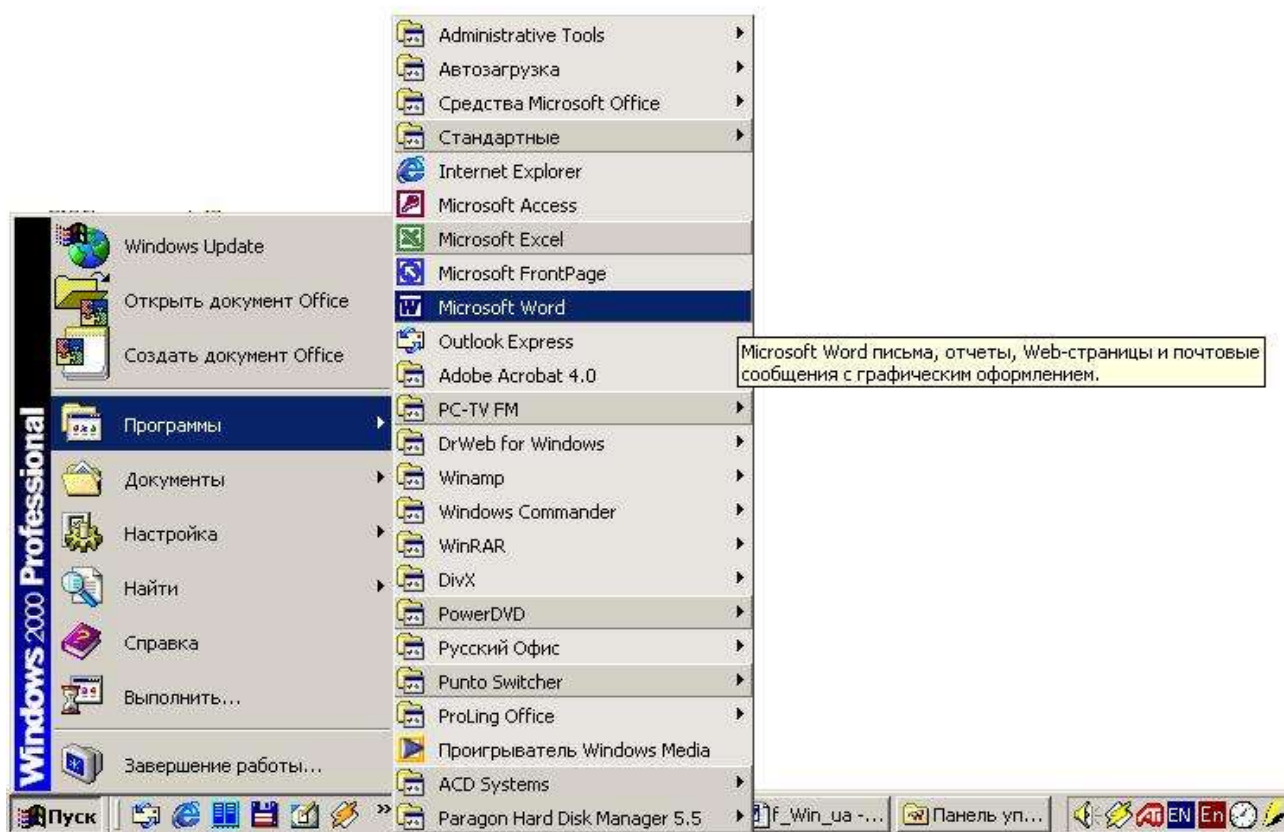 Windows 2000 Professional
Windows Update
Открыть документ Office
Создать документ Office
Программы
Документы
Настройка
Найти
Справка
Выполнить...
Завершение работы...
Administrative Tools
Автозагрузка
Средства Microsoft Office
Стандартные
Internet Explorer
Microsoft Access
Microsoft Excel
Microsoft FrontPage
Microsoft Word
Outlook Express
Adobe Acrobat 4.0
PC-TV FM
DrWeb for Windows
Winamp
Windows Commander
WinRAR
DivX
PowerDVD
Русский Офис
Punto Switcher
ProLing Office
Проигрыватель Windows Media
ACD Systems
Paragon Hard Disk Manager 5.5
Microsoft Word письма, отчеты, Web-страницы и почтовые
сообщения с графическим оформлением.
Пуск
»
f_Win_ua -...
Панель уп...
EN
En